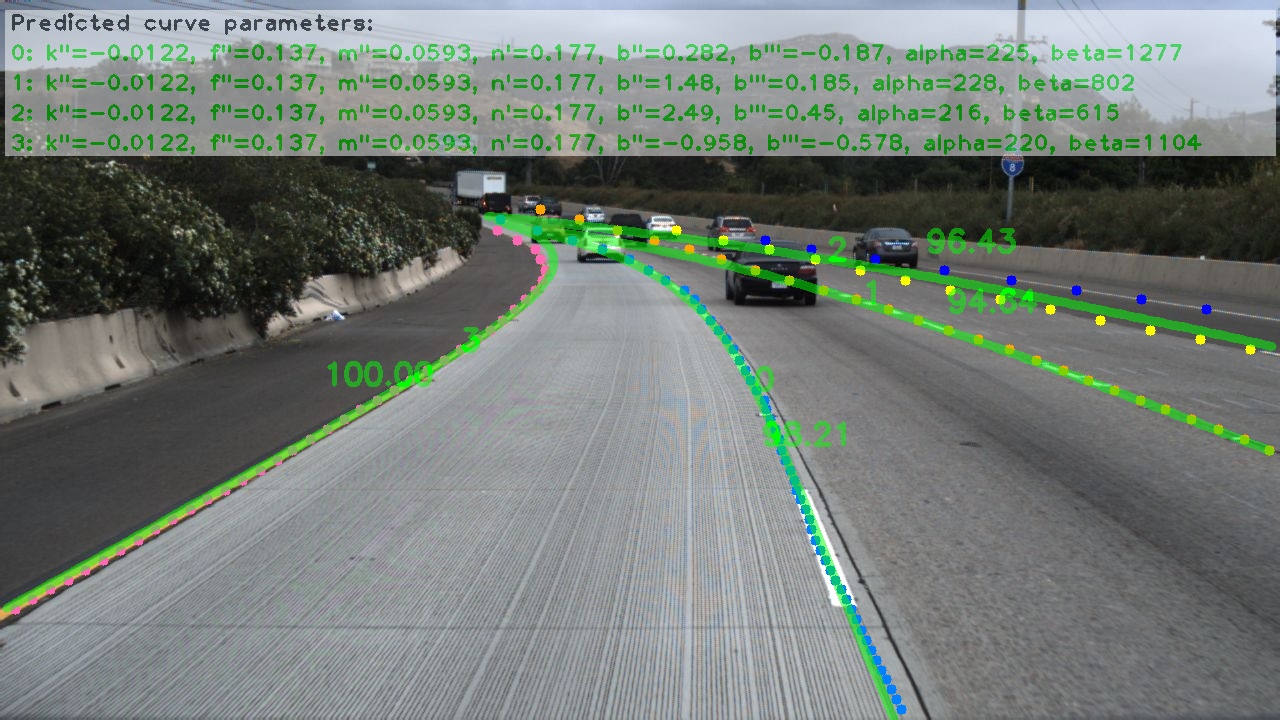 Predicted curve parameters:
0: k''=-0.0122, f''=0.137, m''=0.0593, n'=0.177, b''=0.282, b'''=-0.187, alpha=225, beta=1277
1: k''=-0.0122, f''=0.137, m''=0.0593, n'=0.177, b''=1.48, b'''=0.185, alpha=228, beta=802
2: k''=-0.0122, f''=0.137, m''=0.0593, n'=0.177, b''=2.49, b'''=0.45, alpha=216, beta=615
3: k''=-0.0122, f''=0.137, m''=0.0593, n'=0.177, b''=-0.958, b'''=-0.578, alpha=220, beta=1104
8
2 96.43
1 94.64
3
100.00
0